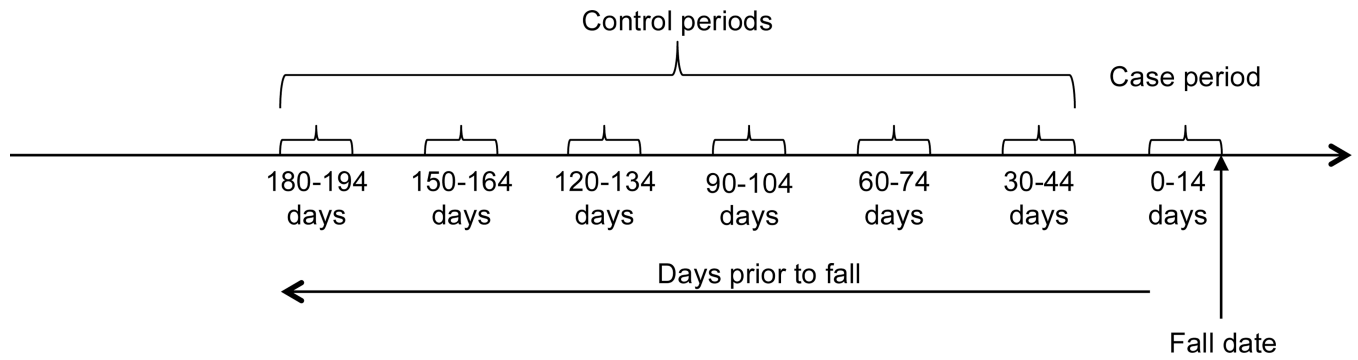 Control periods
Case period
180-194 days
150-164 days
120-134 days
90-104 days
60-74 days
30-44 days
0-14 days
Days prior to fall
Fall date